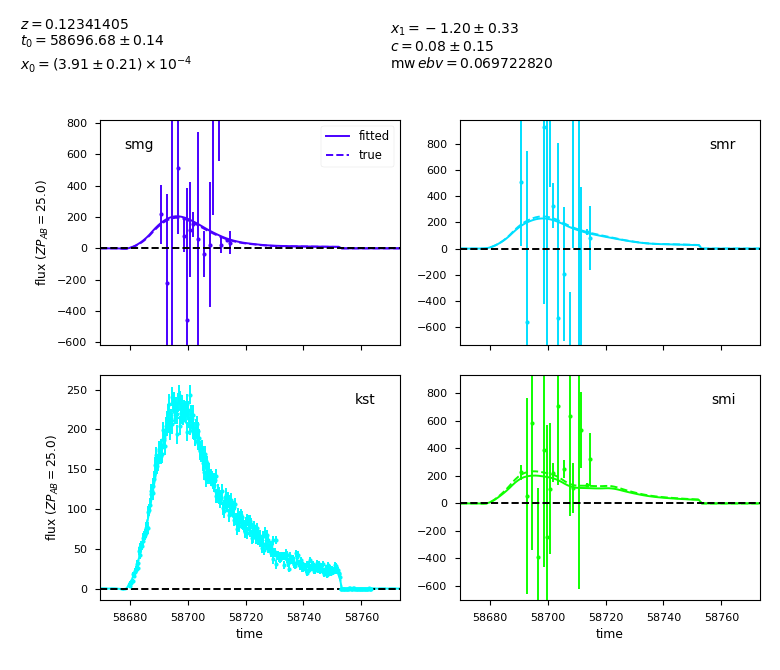 z = 0.12341405
t₀ = 58696.68 ± 0.14
x₀ = (3.91 ± 0.21) × 10⁻⁴
x₁ = −1.20 ± 0.33
c = 0.08 ± 0.15
mw ebv = 0.069722820
smg
fitted
true
800
600
400
200
0
−200
−400
−600
flux (ZP_AB = 25.0)
smr
800
600
400
200
0
−200
−400
−600
kst
250
200
150
100
50
0
flux (ZP_AB = 25.0)
58680 58700 58720 58740 58760
time
smi
800
600
400
200
0
−200
−400
−600
58680 58700 58720 58740 58760
time